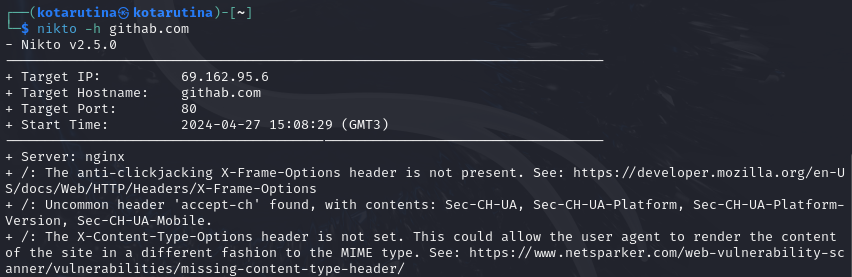 ┌──(kotarutina㉿kotarutina)-[~]
└─$ nikto -h githab.com
- Nikto v2.5.0
---------------------------------------------------------------------------
+ Target IP:          69.162.95.6
+ Target Hostname:    githab.com
+ Target Port:        80
+ Start Time:         2024-04-27 15:08:29 (GMT3)
---------------------------------------------------------------------------
+ Server: nginx
+ /: The anti-clickjacking X-Frame-Options header is not present. See: https://developer.mozilla.org/en-U
S/docs/Web/HTTP/Headers/X-Frame-Options
+ /: Uncommon header 'accept-ch' found, with contents: Sec-CH-UA, Sec-CH-UA-Platform, Sec-CH-UA-Platform-
Version, Sec-CH-UA-Mobile.
+ /: The X-Content-Type-Options header is not set. This could allow the user agent to render the content
of the site in a different fashion to the MIME type. See: https://www.netsparker.com/web-vulnerability-sc
anner/vulnerabilities/missing-content-type-header/